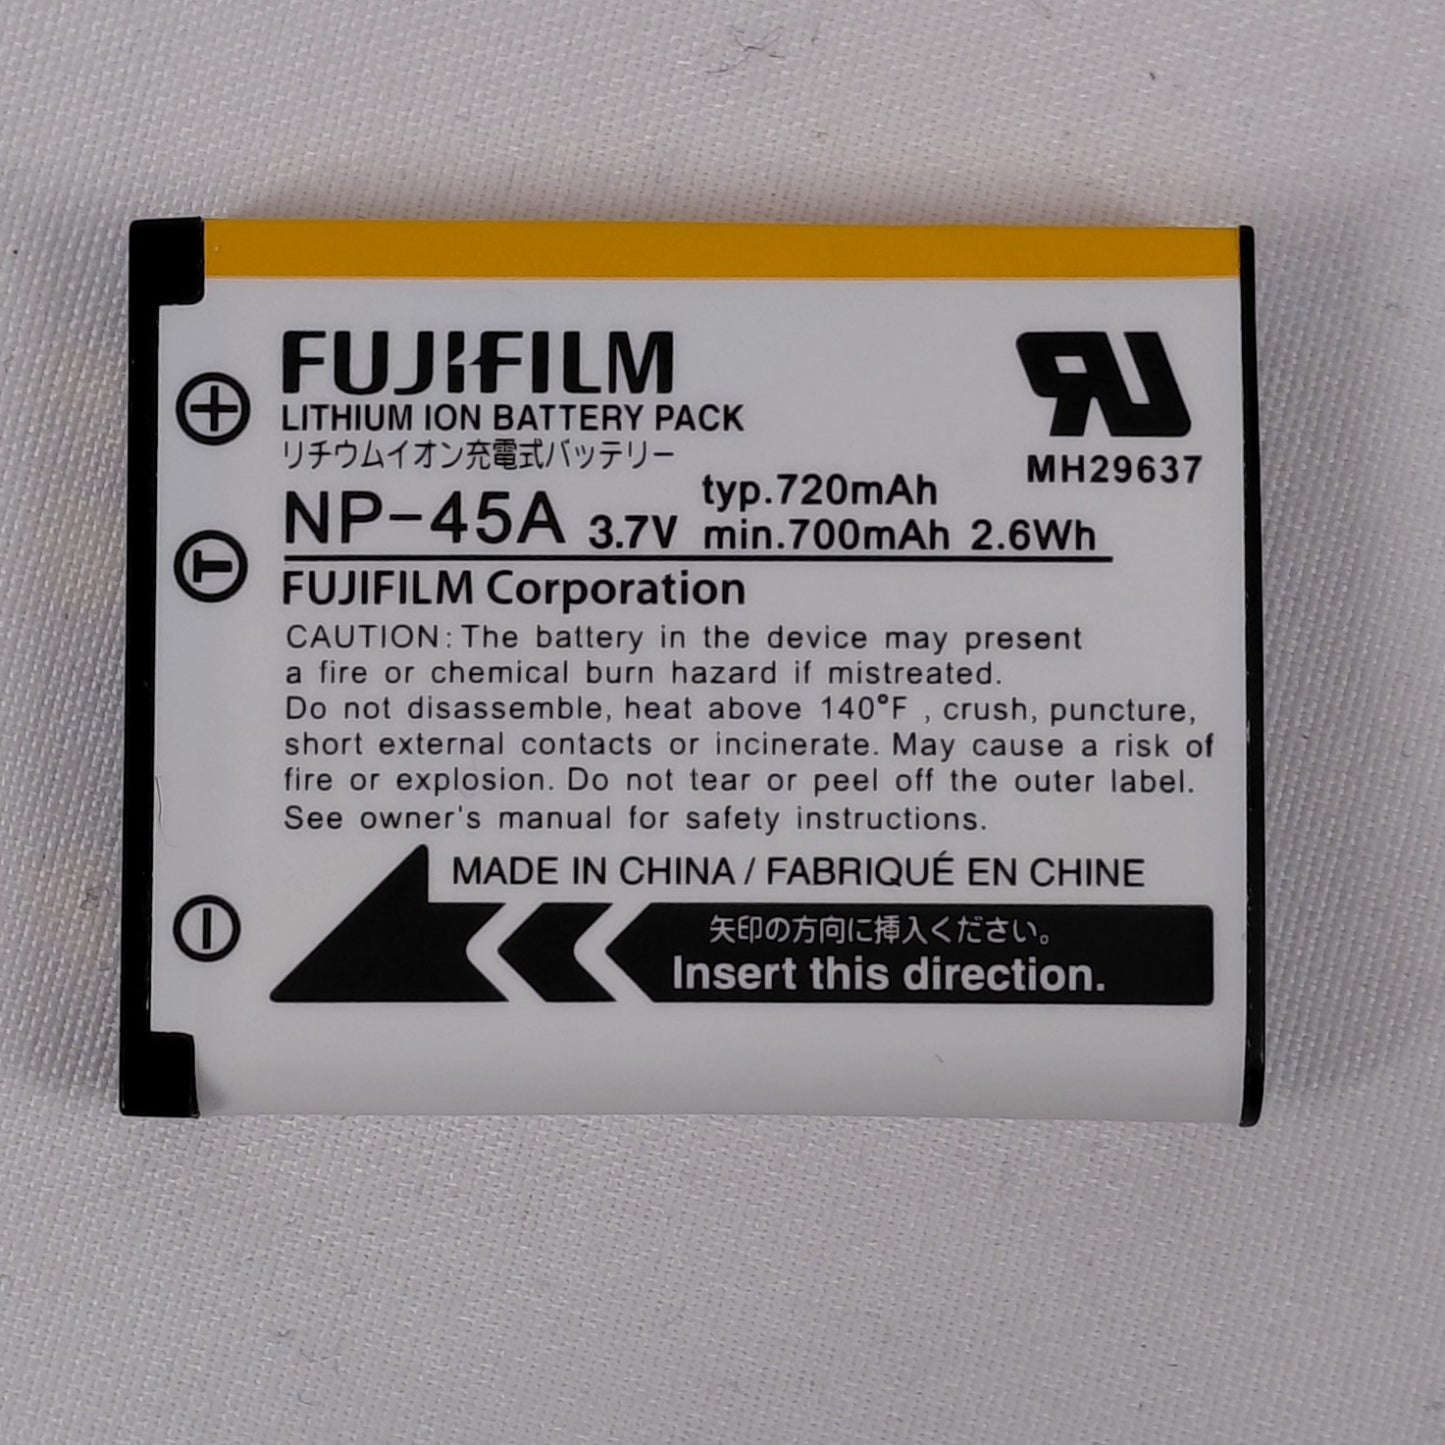 FUJIFILM
LITHIUM ION BATTERY PACK
リチウムイオン充電式バッテリー
NP-45A 3.7V typ.720mAh
min.700mAh 2.6Wh
RU
MH29637
FUJIFILM Corporation
CAUTION: The battery in the device may present
a fire or chemical burn hazard if mistreated.
Do not disassemble, heat above 140°F , crush, puncture,
short external contacts or incinerate. May cause a risk of
fire or explosion. Do not tear or peel off the outer label.
See owner's manual for safety instructions.
MADE IN CHINA / FABRIQUÉ EN CHINE
矢印の方向に挿入ください。
Insert this direction.
+
T
−